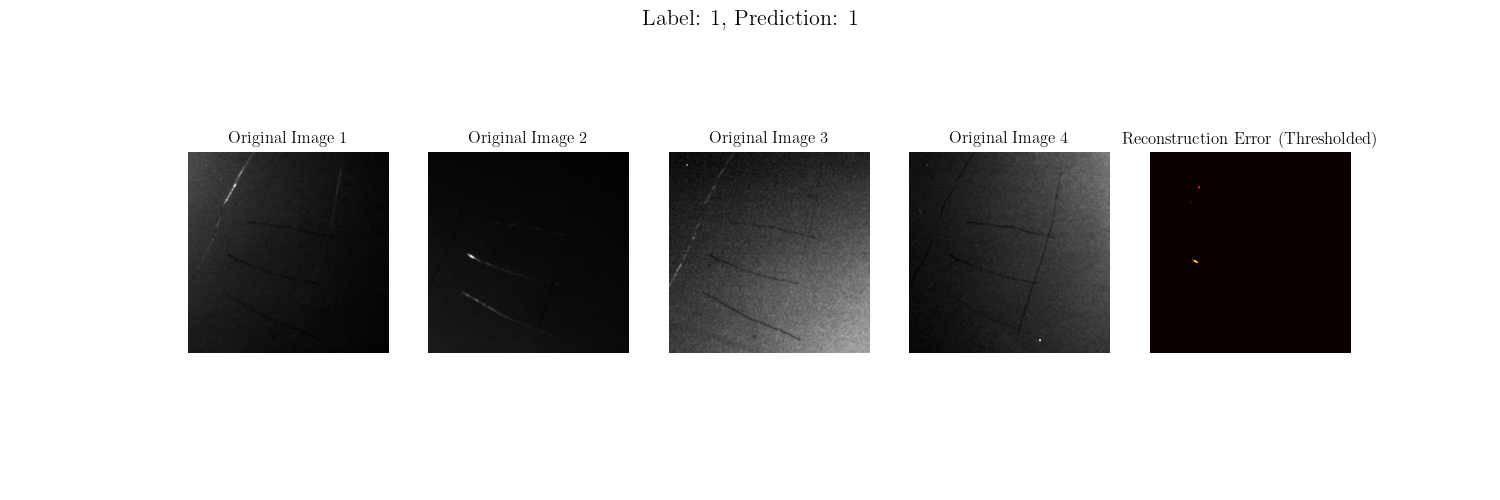 Label: 1, Prediction: 1
Original Image 1
Original Image 2
Original Image 3
Original Image 4
Reconstruction Error (Thresholded)